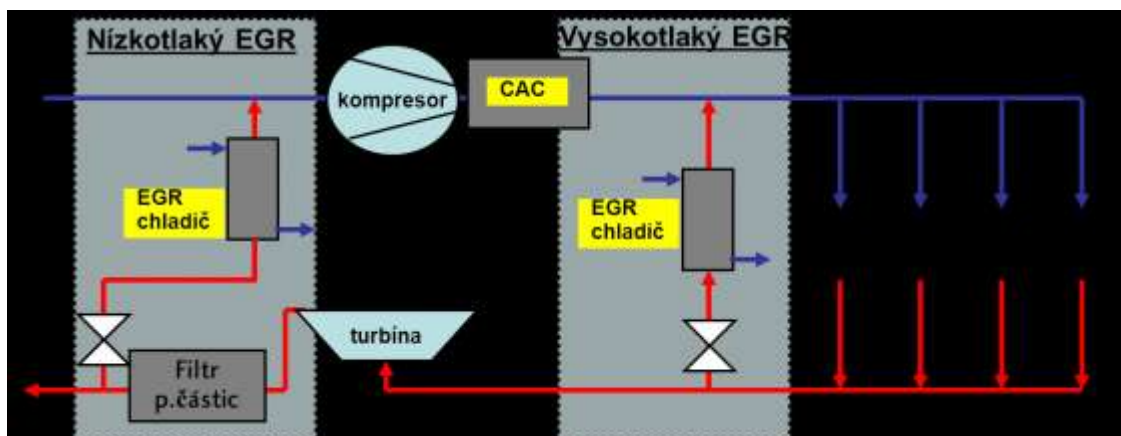 Nízkotlaký EGR
Vysokotlaký EGR
kompresor
CAC
EGR
chladič
EGR
chladič
turbína
Filtr
p.částic